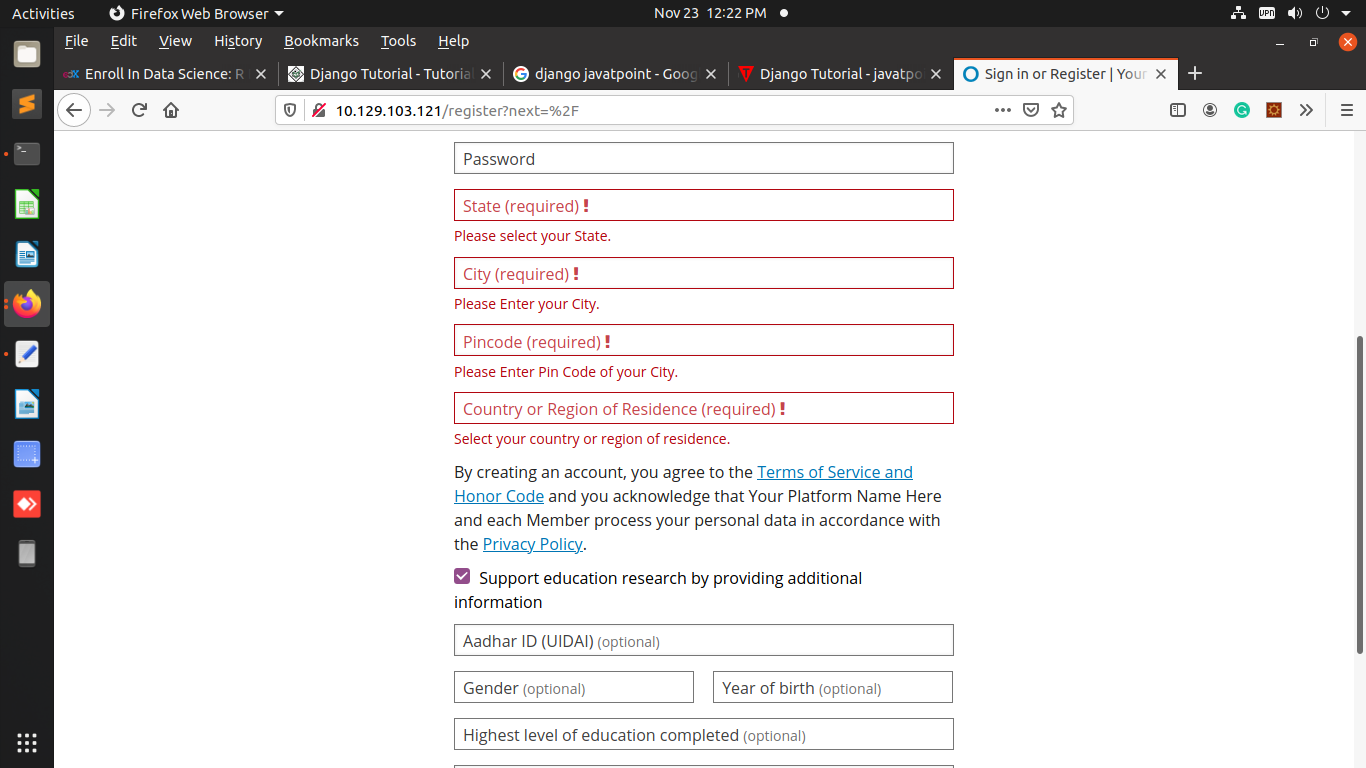 Activities
Firefox Web Browser
Nov 23 12:22 PM
VPN
File Edit View History Bookmarks Tools Help
Enroll In Data Science: R
Django Tutorial - Tutorial
django javatpoint - Goog
Django Tutorial - javatpo
Sign in or Register | Your
10.129.103.121/register?next=%2F
Password
State (required) !
Please select your State.
City (required) !
Please Enter your City.
Pincode (required) !
Please Enter Pin Code of your City.
Country or Region of Residence (required) !
Select your country or region of residence.
By creating an account, you agree to the Terms of Service and
Honor Code and you acknowledge that Your Platform Name Here
and each Member process your personal data in accordance with
the Privacy Policy.
Support education research by providing additional
information
Aadhar ID (UIDAI) (optional)
Gender (optional)
Year of birth (optional)
Highest level of education completed (optional)